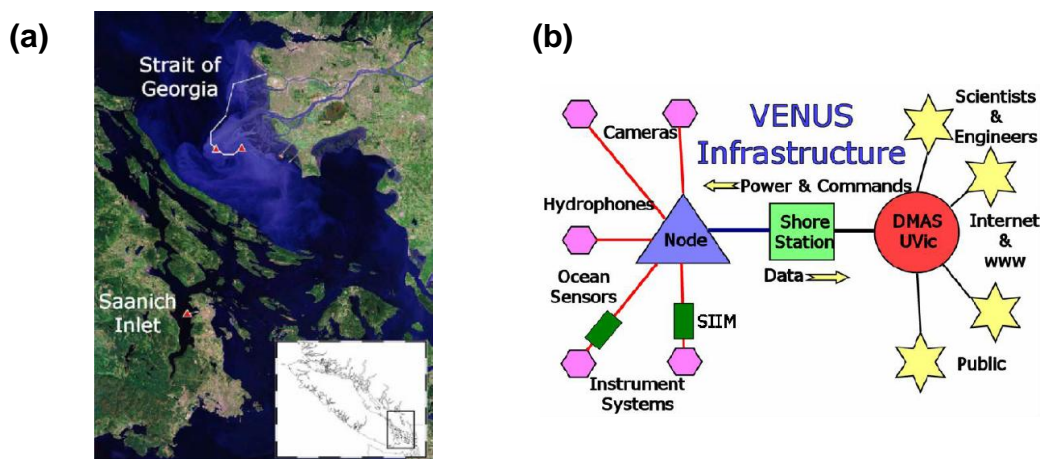 (a)
Strait of
Georgia
Saanich
Inlet
(b)
VENUS
Infrastructure
Scientists
&
Engineers
Cameras
Power & Commands
Hydrophones
Node
Shore
Station
DMAS
UVic
Internet
&
www
Ocean
Sensors
Data
SIIM
Instrument
Systems
Public